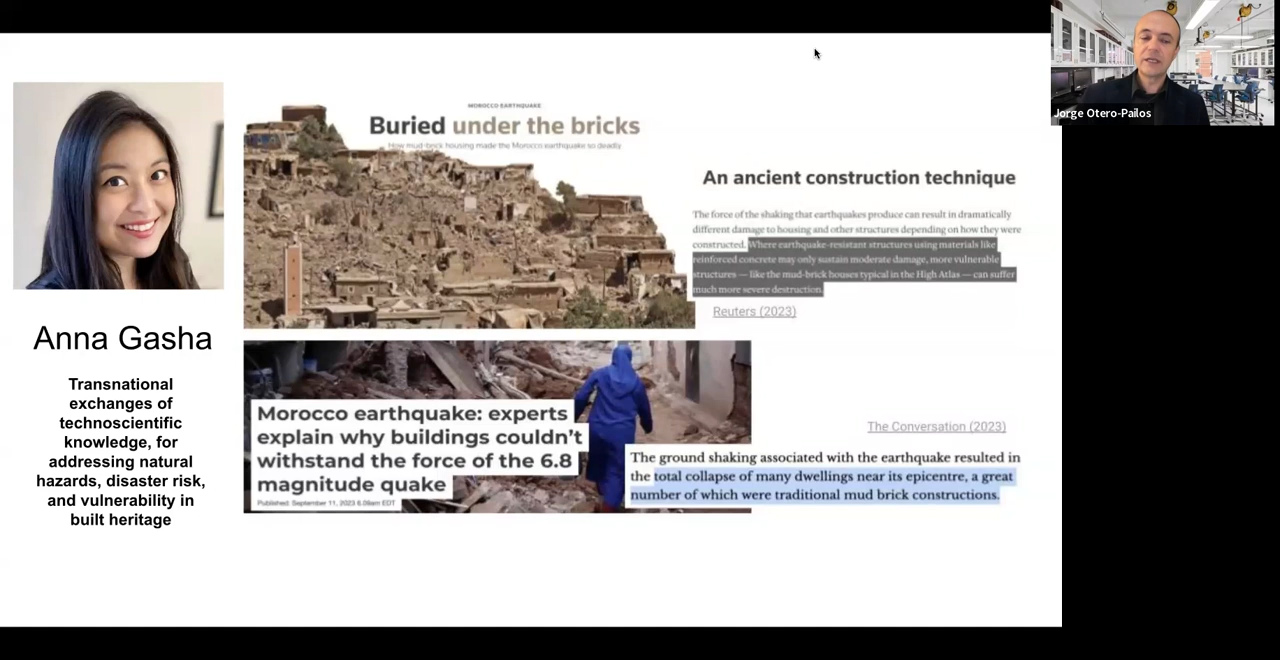 Jorge Otero-Pailos
Anna Gasha
Transnational
exchanges of
technoscientific
knowledge, for
addressing natural
hazards, disaster risk,
and vulnerability in
built heritage
MOROCCO EARTHQUAKE
Buried under the bricks
How mud-brick housing made the Morocco earthquake so deadly
An ancient construction technique
The force of the shaking that earthquakes produce can result in dramatically
different damage to housing and other structures depending on how they were
constructed. Where earthquake-resistant structures using materials like
reinforced concrete may only sustain moderate damage, more vulnerable
structures — like the mud-brick houses typical in the High Atlas — can suffer
much more severe destruction.
Reuters (2023)
Morocco earthquake: experts
explain why buildings couldn't
withstand the force of the 6.8
magnitude quake
Published: September 11, 2023 6.09am EDT
The Conversation (2023)
The ground shaking associated with the earthquake resulted in
the total collapse of many dwellings near its epicentre, a great
number of which were traditional mud brick constructions.